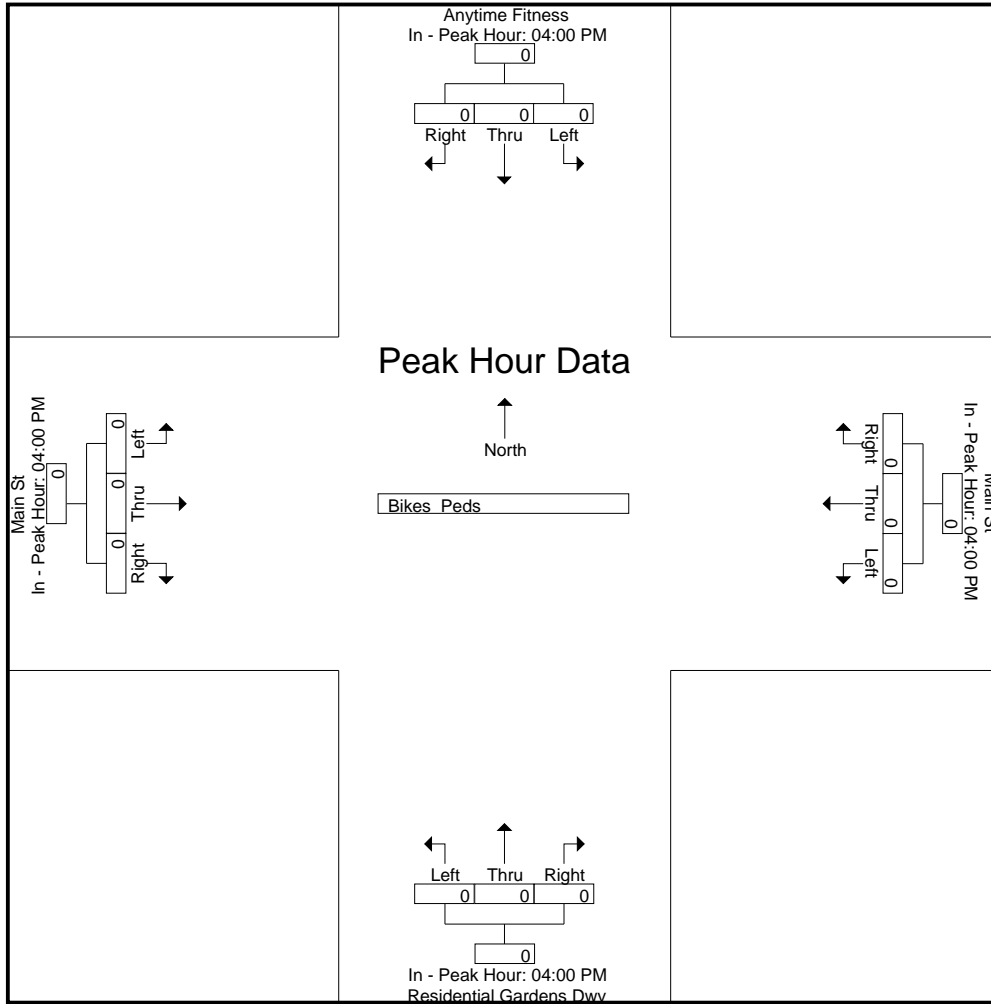 Anytime Fitness
In - Peak Hour: 04:00 PM
0
0 0 0
Right Thru Left
Peak Hour Data
North
Bikes Peds
Main St
In - Peak Hour: 04:00 PM
0
0 0 0
Left Thru Right
Main St
In - Peak Hour: 04:00 PM
0
0 0 0
Right Thru Left
Left Thru Right
0 0 0
0
In - Peak Hour: 04:00 PM
Residential Gardens Dwy